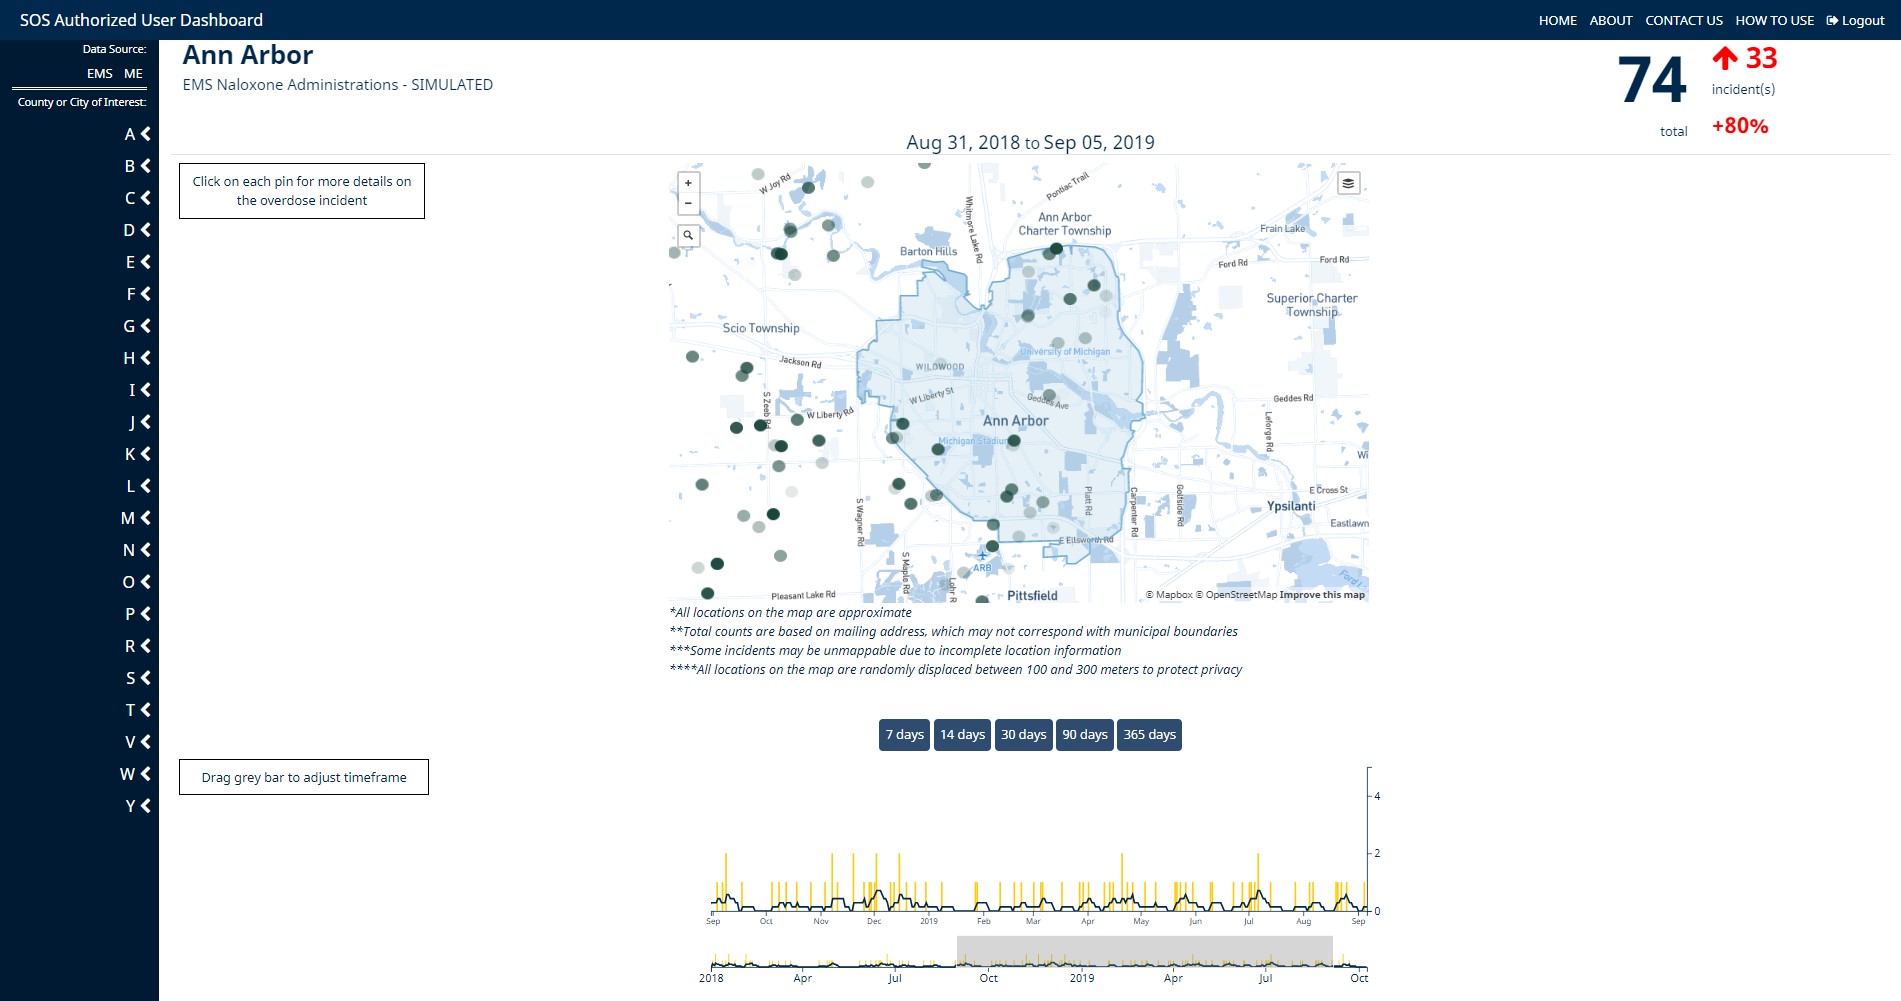 SOS Authorized User Dashboard
HOME ABOUT CONTACT US HOW TO USE Logout
Data Source:
EMS ME
County or City of Interest:
A
B
C
D
E
F
G
H
I
J
K
L
M
N
O
P
R
S
T
V
W
Y
Ann Arbor
EMS Naloxone Administrations - SIMULATED
74
total
33
incident(s)
+80%
Aug 31, 2018 to Sep 05, 2019
Click on each pin for more details on
the overdose incident
+
−
W Joy Rd
Pontiac Trail
Whitmore Lake Rd
Ann Arbor
Charter Township
Barton Hills
Frain Lake
Ford Rd
Ford Rd
Superior Charter
Township
Scio Township
Jackson Rd
University of Michigan
WILDWOOD
W Liberty St
Geddes Ave
Geddes Rd
S Zeeb Rd
W Liberty Rd
Ann Arbor
Michigan Stadium
Leforge Rd
Wi
E Cross St
Platt Rd
Carpenter Rd
Golfside Rd
Ypsilanti
Eastlawn
S Wagner Rd
E Ellsworth Rd
ARB
S Maple Rd
Lohr R
Ford l
Pleasant Lake Rd
Pittsfield
© Mapbox © OpenStreetMap Improve this map
*All locations on the map are approximate
**Total counts are based on mailing address, which may not correspond with municipal boundaries
***Some incidents may be unmappable due to incomplete location information
****All locations on the map are randomly displaced between 100 and 300 meters to protect privacy
7 days 14 days 30 days 90 days 365 days
Drag grey bar to adjust timeframe
4
2
0
Sep Oct Nov Dec 2019 Feb Mar Apr May Jun Jul Aug Sep
2018 Apr Jul Oct 2019 Apr Jul Oct